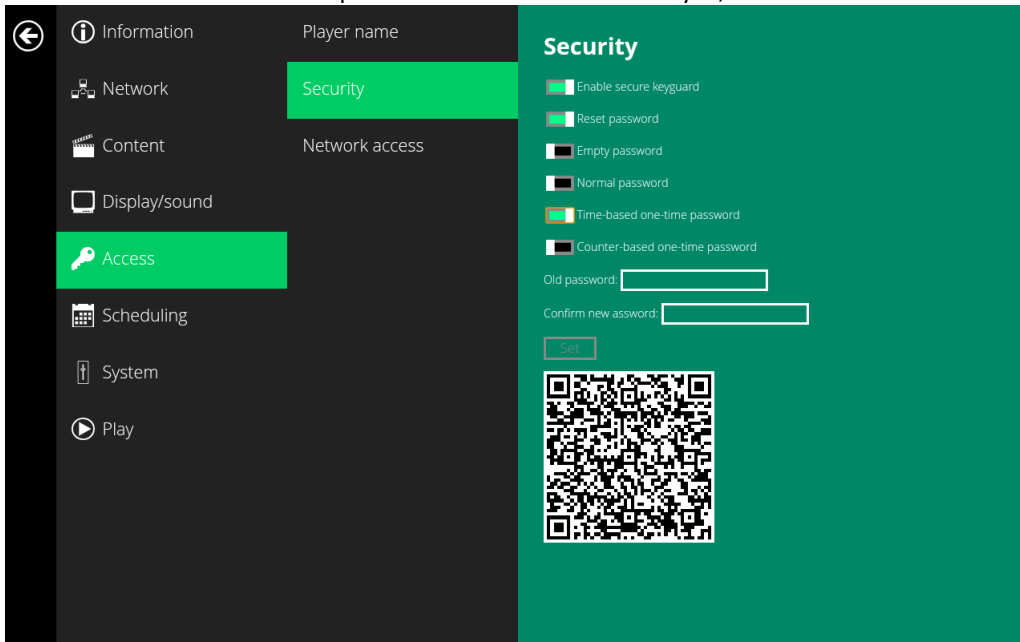 Information
Network
Content
Display/sound
Access
Scheduling
System
Play
Player name
Security
Network access
Security
Enable secure keyguard
Reset password
Empty password
Normal password
Time-based one-time password
Counter-based one-time password
Old password:
Confirm new assword:
Set